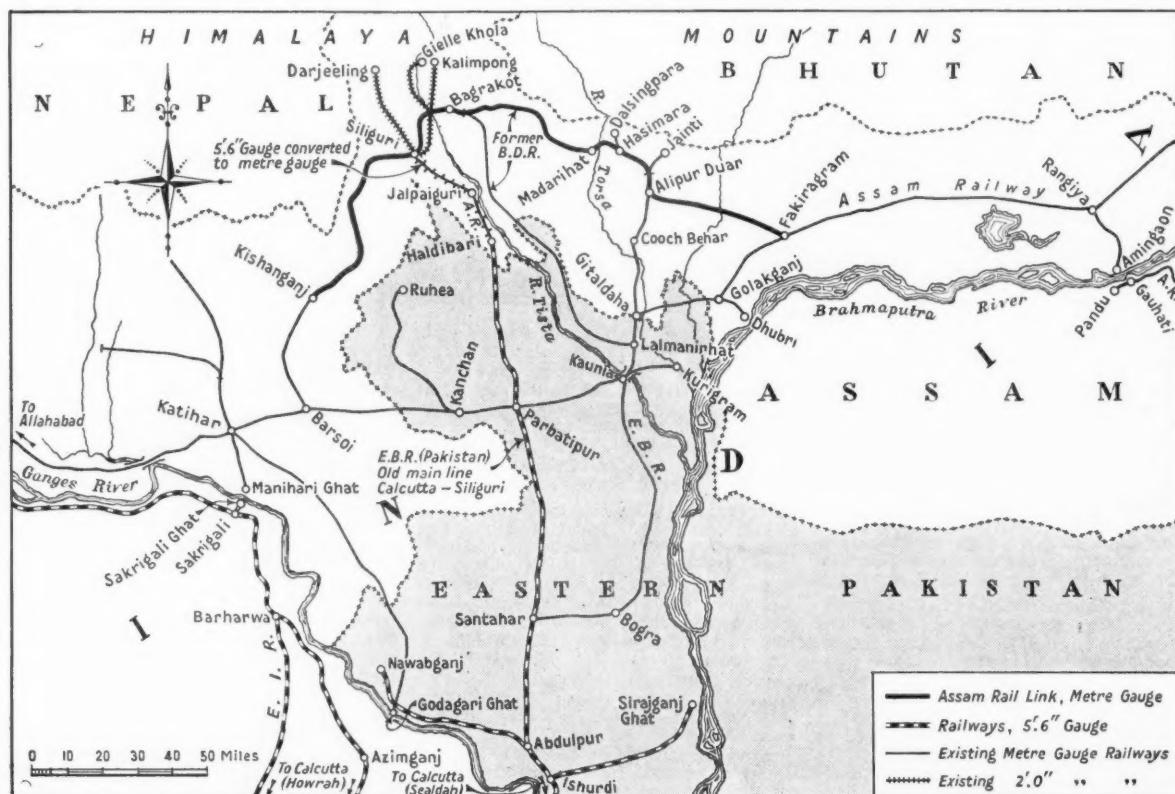 HIMALAYA MOUNTAINS
BHUTAN
NEPAL
Darjeeling
Gielle Khola
Kalimpong
Bagrakot
Siliguri
5'.6" Gauge converted
to metre gauge
Former
B.D.R.
R. Torsa
Dalsingpara
Hasimara
Jainti
Madarihat
Alipur Duar
Jalpaiguri
A.R.
Fakiragram
Assam Railway
Rangiya
Haldibari
Cooch Behar
Kishanganj
Ruhea
R. Tista
Gitaldaha
Golakganj
Dhubri
Amingaon
Pandu
Gauhati
A.R.
Brahmaputra River
Lalmanirhat
Kaunia
Kurigram
Kanchan
Parbatipur
Barsoi
Katihar
To
Allahabad
ASSAM
INDIA
E.B.R.
E.B.R. (Pakistan)
Old main line
Calcutta – Siliguri
Ganges River
Manihari Ghat
Sakrigali Ghat
Sakrigali
EASTERN PAKISTAN
Barharwa
Santahar
Bogra
E.I.R.
Nawabganj
Godagari Ghat
Sirajganj
Ghat
Abdulpur
Azimganj
Ishurdi
To Calcutta
(Howrah)
To Calcutta
(Sealdah)
0 10 20 30 40 50 Miles
Assam Rail Link, Metre Gauge
Railways, 5'.6" Gauge
Existing Metre Gauge Railways
Existing 2'.0" " "